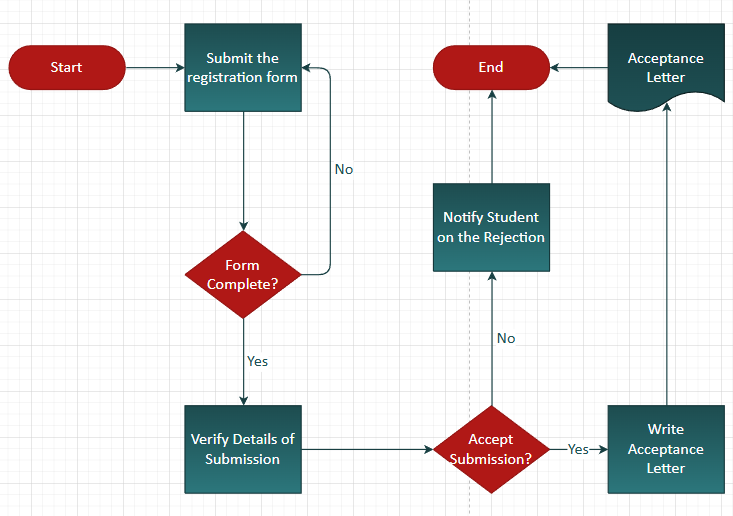 Start
Submit the
registration form
No
Form
Complete?
Yes
Verify Details of
Submission
Accept
Submission?
No
Notify Student
on the Rejection
End
Yes
Write
Acceptance
Letter
Acceptance
Letter